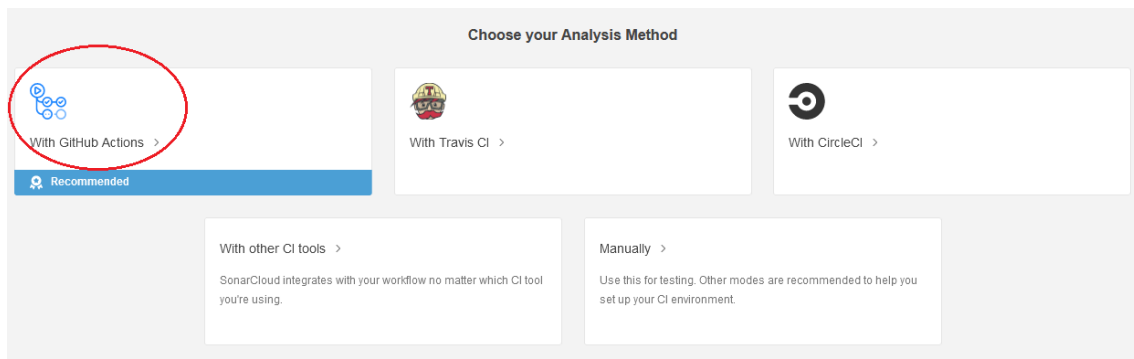 Choose your Analysis Method
With GitHub Actions >
Recommended
With Travis CI >
With CircleCI >
With other CI tools >
SonarCloud integrates with your workflow no matter which CI tool
you're using.
Manually >
Use this for testing. Other modes are recommended to help you
set up your CI environment.